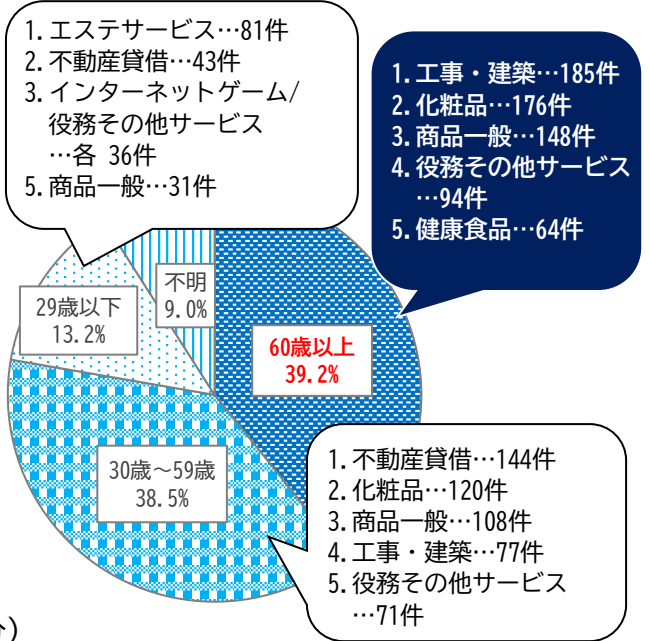 1.エステサービス…81件
2.不動産貸借…43件
3.インターネットゲーム/
役務その他サービス
…各 36件
5.商品一般…31件
1.工事・建築…185件
2.化粧品…176件
3.商品一般…148件
4.役務その他サービス
…94件
5.健康食品…64件
不明
9.0%
29歳以下
13.2%
60歳以上
39.2%
30歳～59歳
38.5%
1.不動産貸借…144件
2.化粧品…120件
3.商品一般…108件
4.工事・建築…77件
5.役務その他サービス
…71件